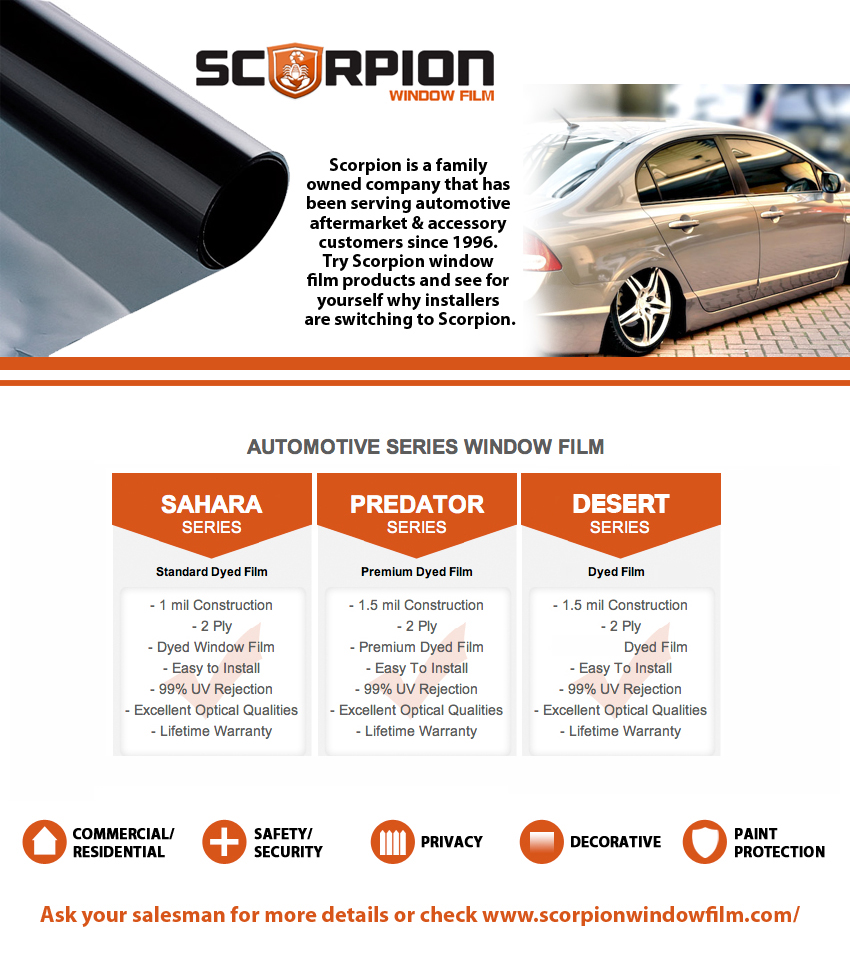 SCORPION
WINDOW FILM
Scorpion is a family
owned company that has
been serving automotive
aftermarket & accessory
customers since 1996.
Try Scorpion window
film products and see for
yourself why installers
are switching to Scorpion.
AUTOMOTIVE SERIES WINDOW FILM
SAHARA
SERIES
Standard Dyed Film
- 1 mil Construction
- 2 Ply
- Dyed Window Film
- Easy to Install
- 99% UV Rejection
- Excellent Optical Qualities
- Lifetime Warranty
PREDATOR
SERIES
Premium Dyed Film
- 1.5 mil Construction
- 2 Ply
- Premium Dyed Film
- Easy To Install
- 99% UV Rejection
- Excellent Optical Qualities
- Lifetime Warranty
DESERT
SERIES
Dyed Film
- 1.5 mil Construction
- 2 Ply
Dyed Film
- Easy To Install
- 99% UV Rejection
- Excellent Optical Qualities
- Lifetime Warranty
COMMERCIAL/
RESIDENTIAL
SAFETY/
SECURITY
PRIVACY
DECORATIVE
PAINT
PROTECTION
Ask your salesman for more details or check www.scorpionwindowfilm.com/